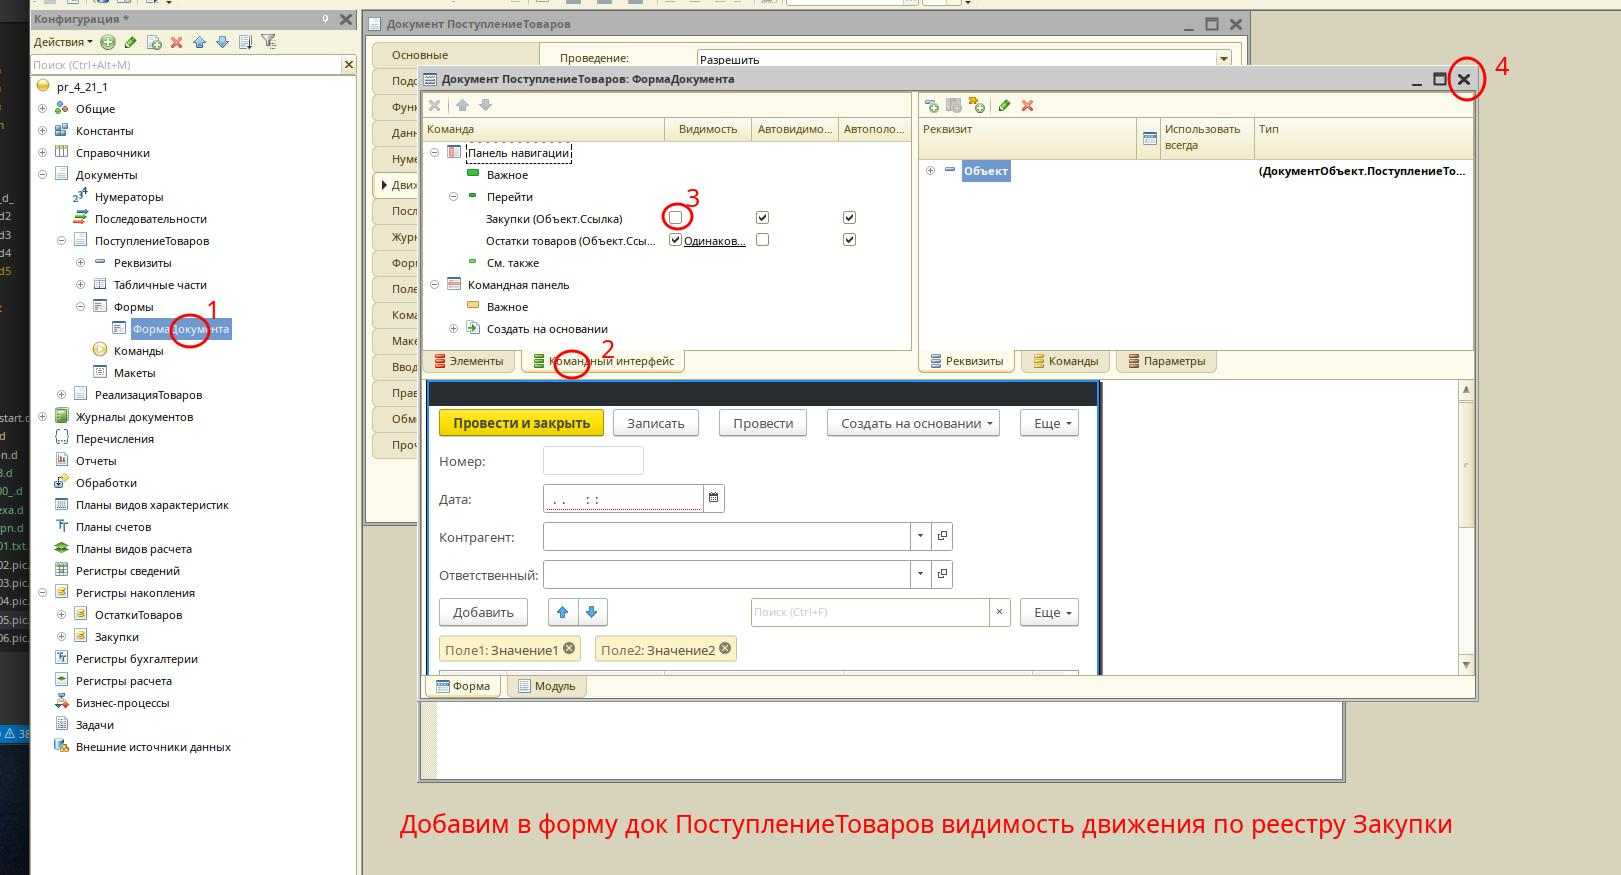 Конфигурация *
Действия
Поиск (Ctrl+Alt+M)
pr_4_21_1
Общие
Константы
Справочники
Документы
Нумераторы
Последовательности
ПоступлениеТоваров
Реквизиты
Табличные части
Формы
ФормаДокумента
1
Команды
Макеты
РеализацияТоваров
Журналы документов
Перечисления
Отчеты
Обработки
Планы видов характеристик
Планы счетов
Планы видов расчета
Регистры сведений
Регистры накопления
ОстаткиТоваров
Закупки
Регистры бухгалтерии
Регистры расчета
Бизнес-процессы
Задачи
Внешние источники данных
Документ ПоступлениеТоваров
Основные
Проведение:
Разрешить
Документ ПоступлениеТоваров: ФормаДокумента
4
Команда
Видимость
Автовидимо...
Автополо...
Панель навигации
Важное
Перейти
3
Закупки (Объект.Ссылка)
Остатки товаров (Объект.Ссы...
Одинаков...
См. также
Командная панель
Важное
Создать на основании
2
Элементы
Командный интерфейс
Реквизит
Использовать всегда
Тип
Объект
(ДокументОбъект.ПоступлениеТо...
Реквизиты
Команды
Параметры
Провести и закрыть
Записать
Провести
Создать на основании
Еще
Номер:
Дата:
. . : :
Контрагент:
Ответственный:
Добавить
Поиск (Ctrl+F)
Еще
Поле1: Значение1
Поле2: Значение2
Форма
Модуль
Добавим в форму док ПоступлениеТоваров видимость движения по реестру Закупки